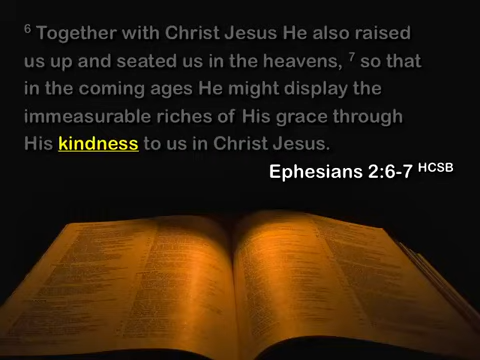 6 Together with Christ Jesus He also raised
us up and seated us in the heavens, 7 so that
in the coming ages He might display the
immeasurable riches of His grace through
His kindness to us in Christ Jesus.
Ephesians 2:6-7 HCSB